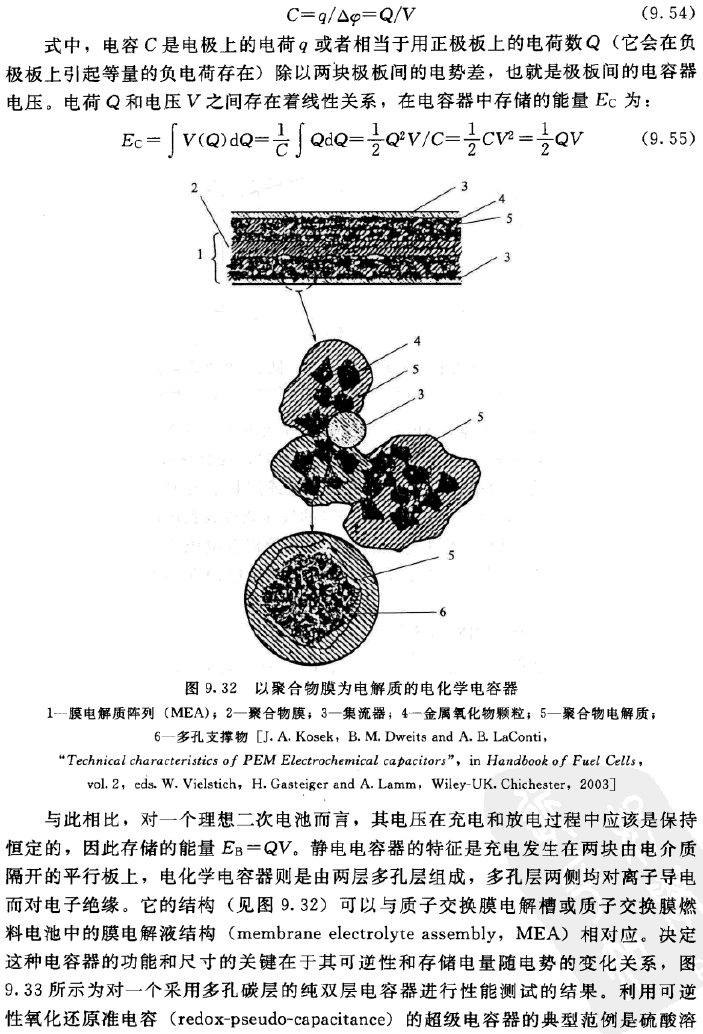 C=q/Δφ=Q/V (9.54)
式中，电容 C 是电极上的电荷 q 或者相当于用正极板上的电荷数 Q（它会在负
极板上引起等量的负电荷存在）除以两块极板间的电势差，也就是极板间的电容器
电压。电荷 Q 和电压 V 之间存在着线性关系，在电容器中存储的能量 EC 为：
EC=∫V(Q)dQ=1/C∫QdQ=1/2Q²V/C=1/2CV²=1/2QV (9.55)
2
3
4
5
1
3
4
5
3
5
5
6
图 9.32 以聚合物膜为电解质的电化学电容器
1—膜电解质阵列（MEA）；2—聚合物膜；3—集流器；4—金属氧化物颗粒；5—聚合物电解质；
6—多孔支撑物［J. A. Kosek，B. M. Dweits and A. B. LaConti，
“Technical characteristics of PEM Electrochemical capacitors”，in Handbook of Fuel Cells，
vol. 2，eds. W. Vielstich，H. Gasteiger and A. Lamm，Wiley-UK. Chichester，2003］
与此相比，对一个理想二次电池而言，其电压在充电和放电过程中应该是保持
恒定的，因此存储的能量 EB=QV。静电电容器的特征是充电发生在两块由电介质
隔开的平行板上，电化学电容器则是由两层多孔层组成，多孔层两侧均对离子导电
而对电子绝缘。它的结构（见图 9.32）可以与质子交换膜电解槽或质子交换膜燃
料电池中的膜电解液结构（membrane electrolyte assembly，MEA）相对应。决定
这种电容器的功能和尺寸的关键在于其可逆性和存储电量随电势的变化关系，图
9.33 所示为对一个采用多孔碳层的纯双层电容器进行性能测试的结果。利用可逆
性氧化还原准电容（redox-pseudo-capacitance）的超级电容器的典型范例是硫酸溶